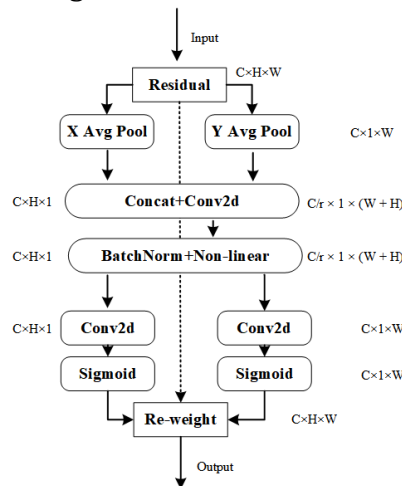 Input
Residual
C×H×W
X Avg Pool
Y Avg Pool
C×1×W
C×H×1
Concat+Conv2d
C/r × 1 × (W + H)
C×H×1
BatchNorm+Non-linear
C/r × 1 × (W + H)
C×H×1
Conv2d
Conv2d
C×1×W
Sigmoid
Sigmoid
C×1×W
Re-weight
C×H×W
Output